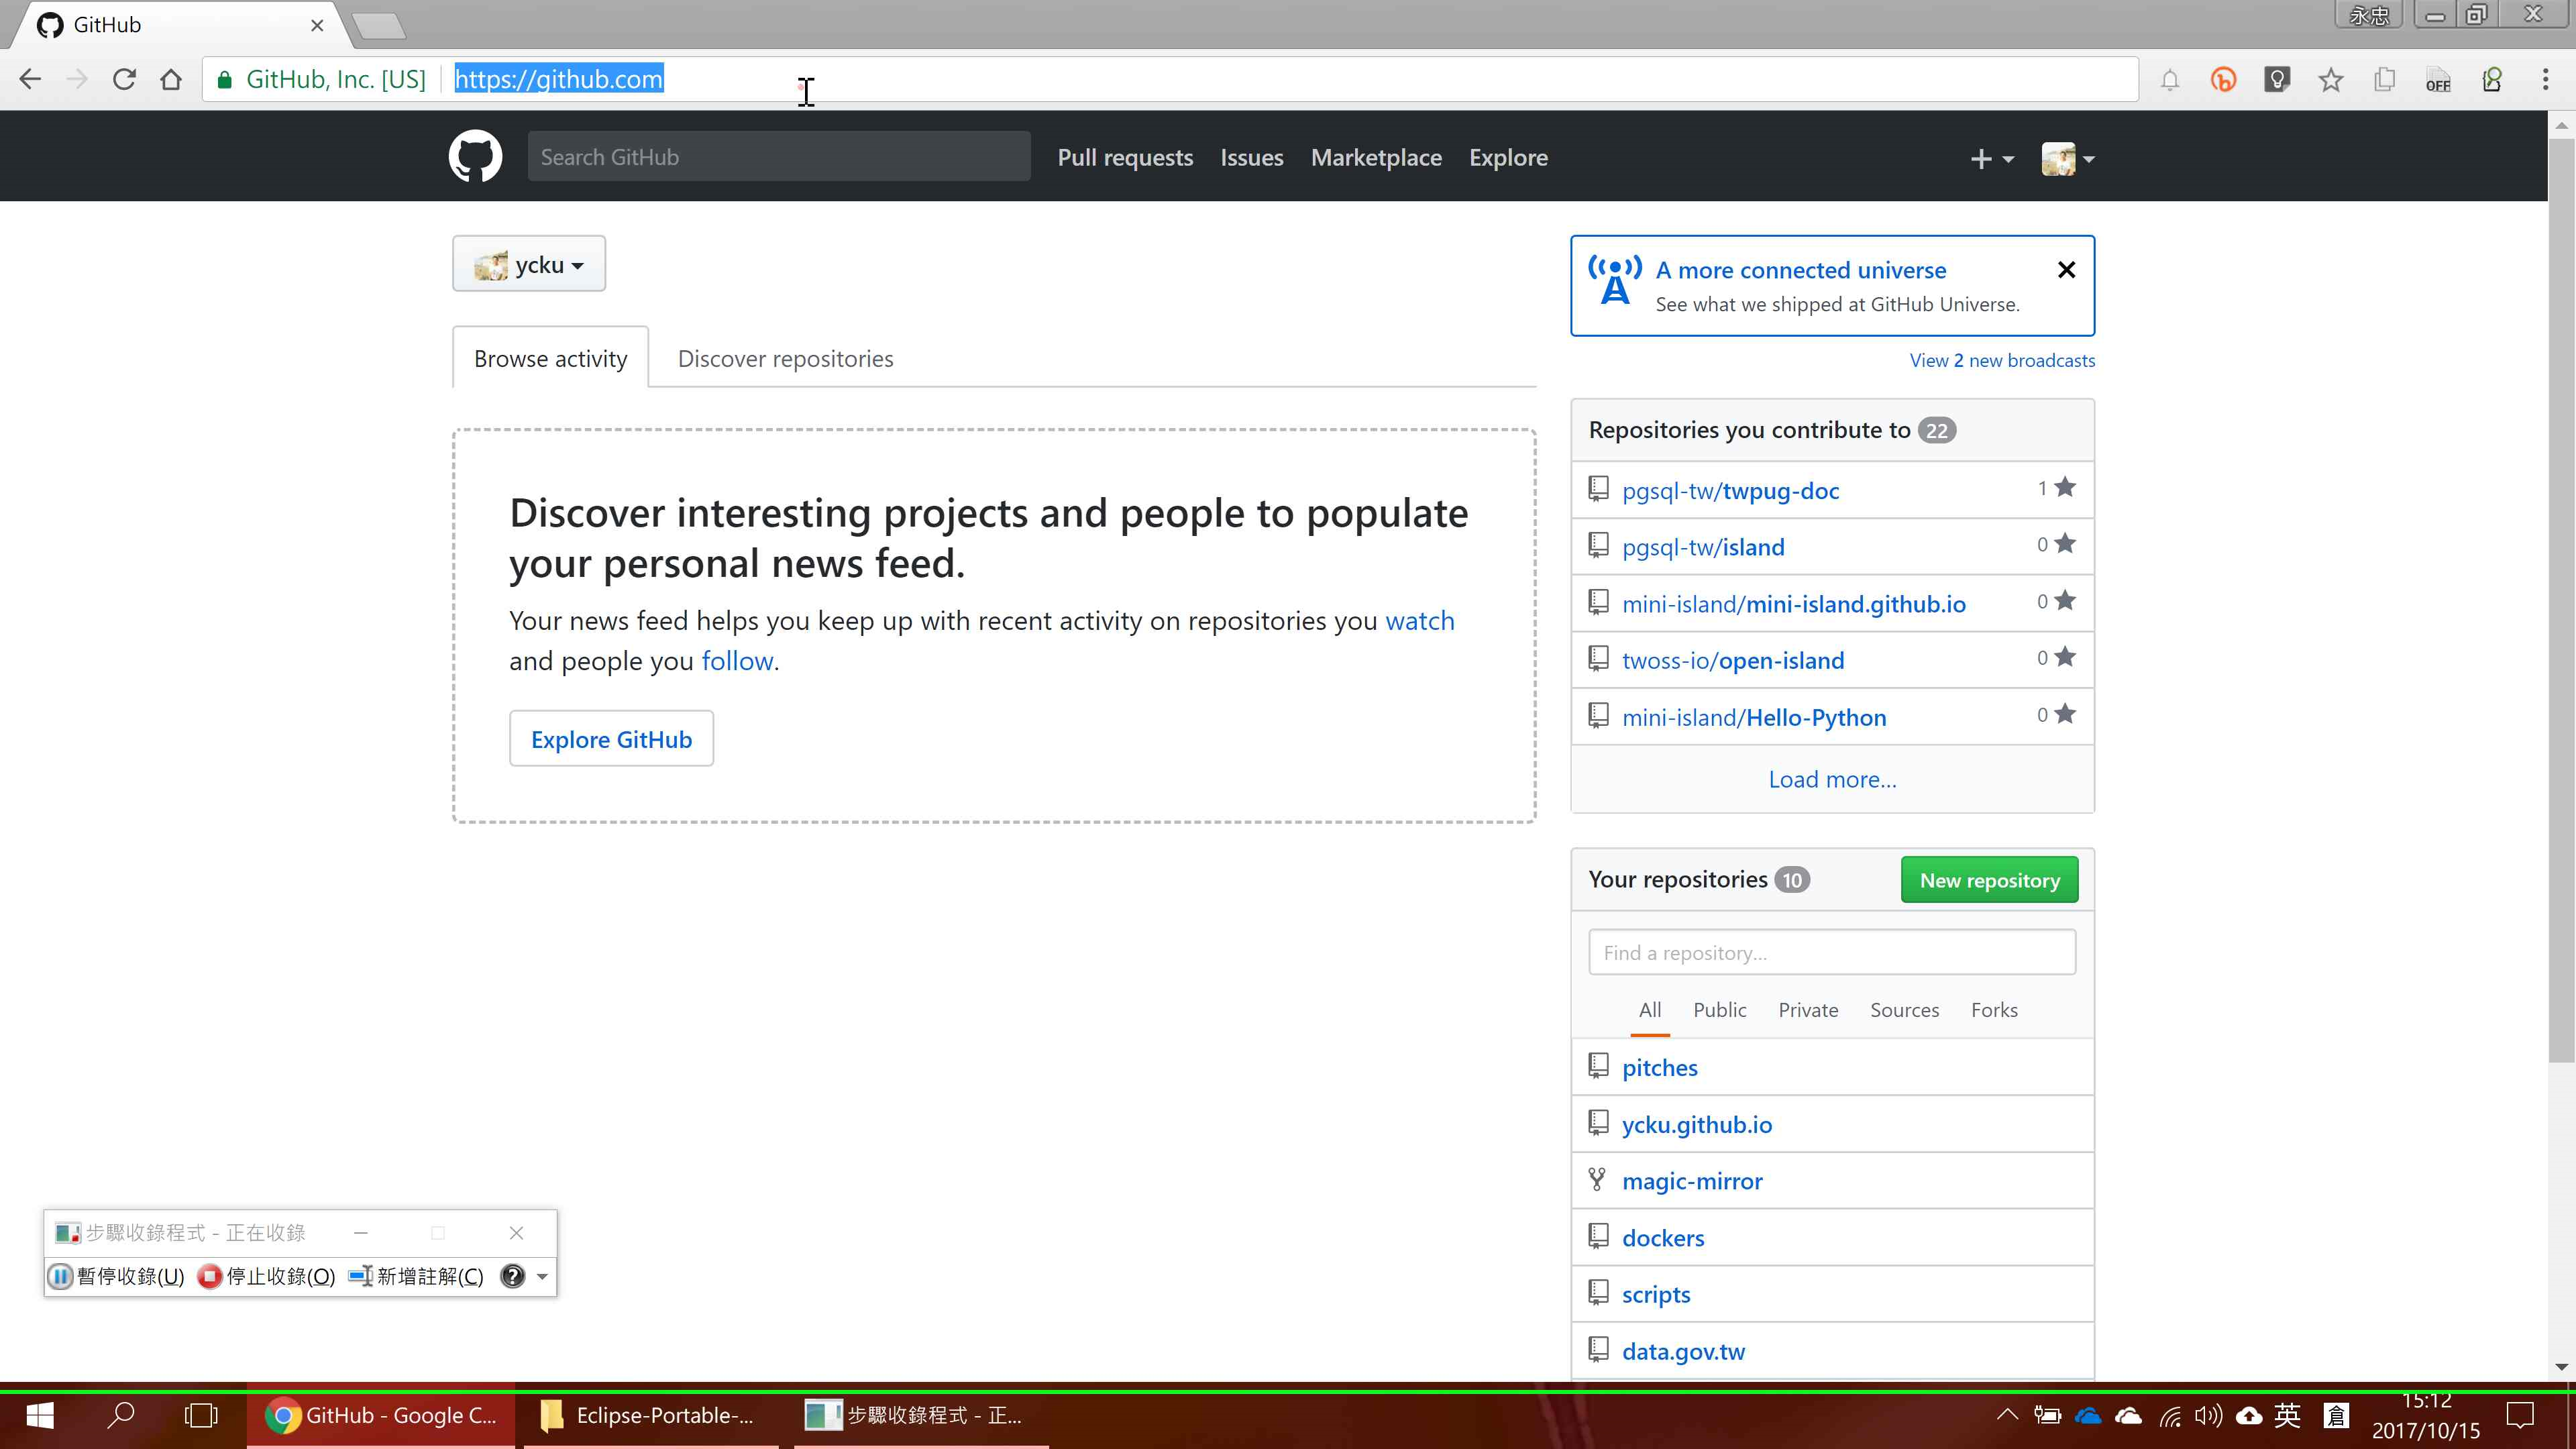 GitHub
永忠
GitHub, Inc. [US]
https://github.com
OFF
Search GitHub
Pull requests
Issues
Marketplace
Explore
ycku
Browse activity
Discover repositories
Discover interesting projects and people to populate
your personal news feed.
Your news feed helps you keep up with recent activity on repositories you watch
and people you follow.
Explore GitHub
A more connected universe
See what we shipped at GitHub Universe.
View 2 new broadcasts
Repositories you contribute to 22
pgsql-tw/twpug-doc 1
pgsql-tw/island 0
mini-island/mini-island.github.io 0
twoss-io/open-island 0
mini-island/Hello-Python 0
Load more...
Your repositories 10
New repository
Find a repository...
All Public Private Sources Forks
pitches
ycku.github.io
magic-mirror
dockers
scripts
data.gov.tw
步驟收錄程式 - 正在收錄
暫停收錄(U) 停止收錄(O) 新增註解(C)
GitHub - Google C...
Eclipse-Portable-...
步驟收錄程式 - 正...
英
倉
15:12
2017/10/15